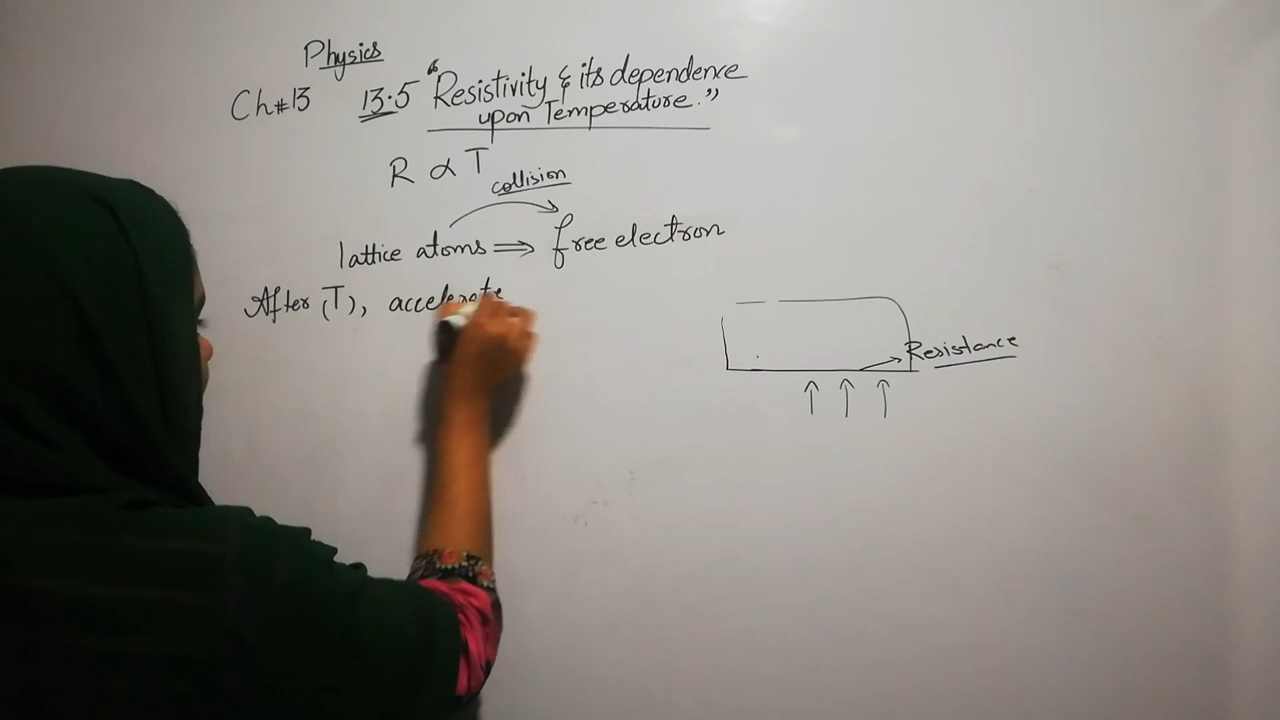 Physics
Ch#13 13.5 "Resistivity & its dependence
upon Temperature."
R ∝ T
collision
lattice atoms ⇒ free electron
After (T), accelerate
Resistance